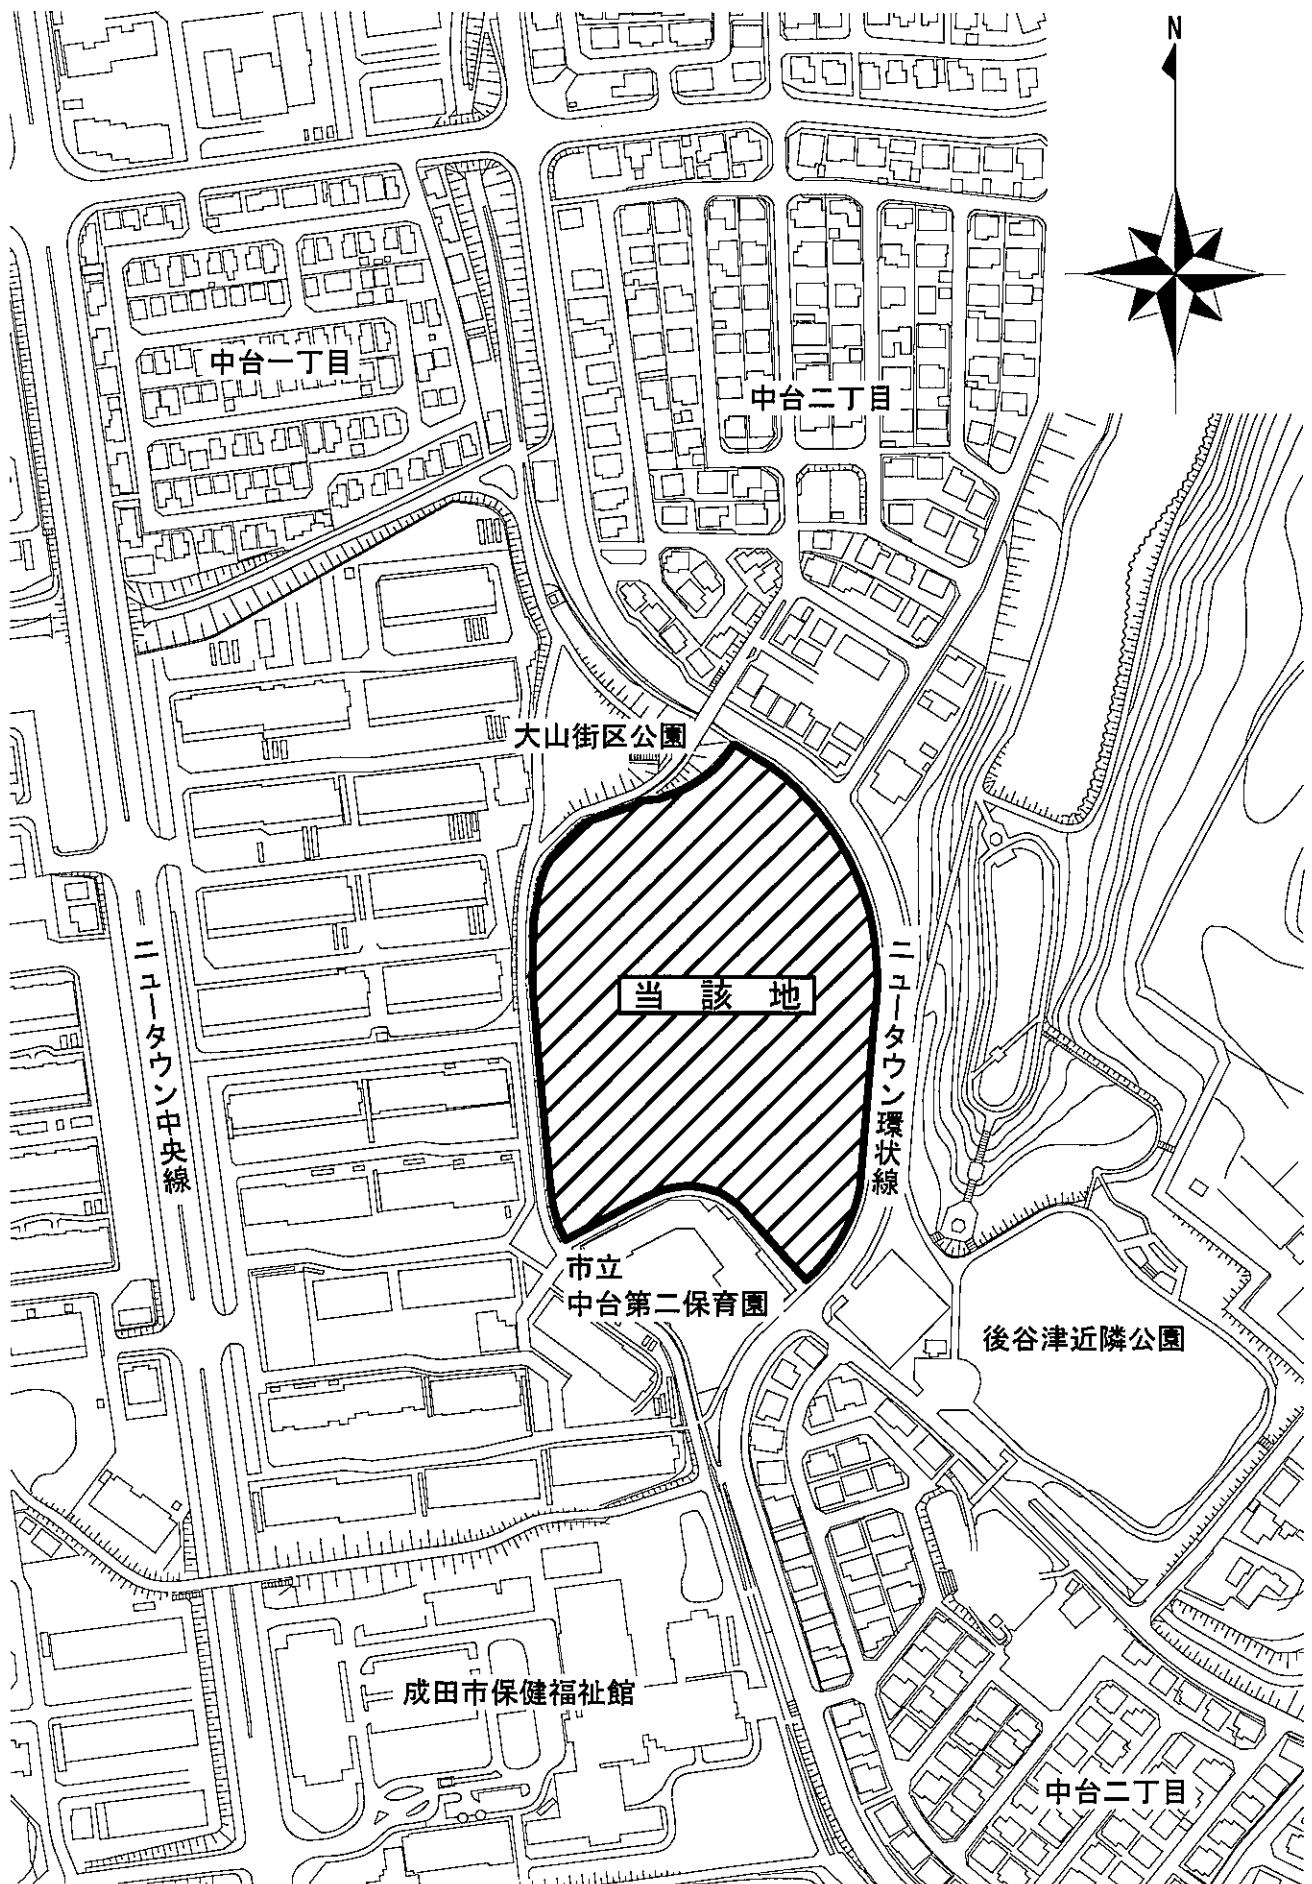 N
中台一丁目
中台二丁目
大山街区公園
当該地
ニュータウン中央線
ニュータウン環状線
市立
中台第二保育園
後谷津近隣公園
成田市保健福祉館
中台二丁目